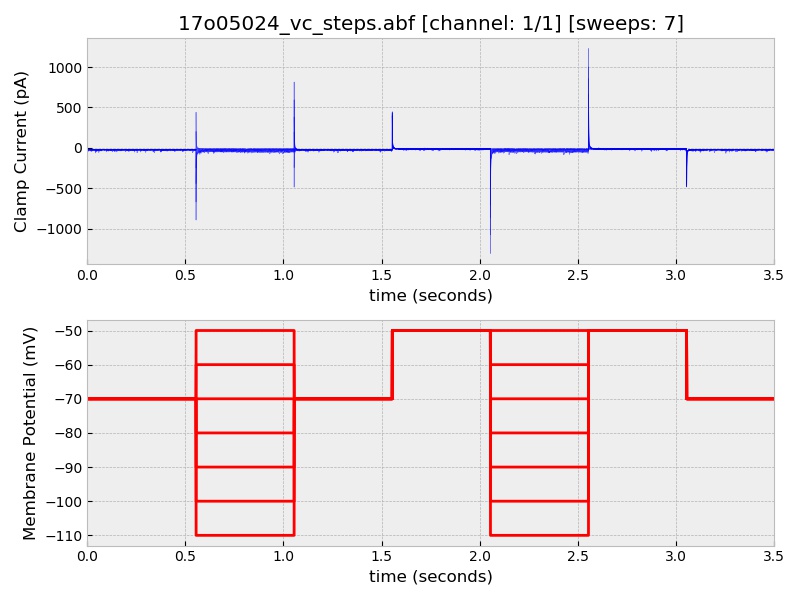 17o05024_vc_steps.abf [channel: 1/1] [sweeps: 7]
Clamp Current (pA)
1000
500
0
−500
−1000
0.0 0.5 1.0 1.5 2.0 2.5 3.0 3.5
time (seconds)
Membrane Potential (mV)
−50
−60
−70
−80
−90
−100
−110
0.0 0.5 1.0 1.5 2.0 2.5 3.0 3.5
time (seconds)